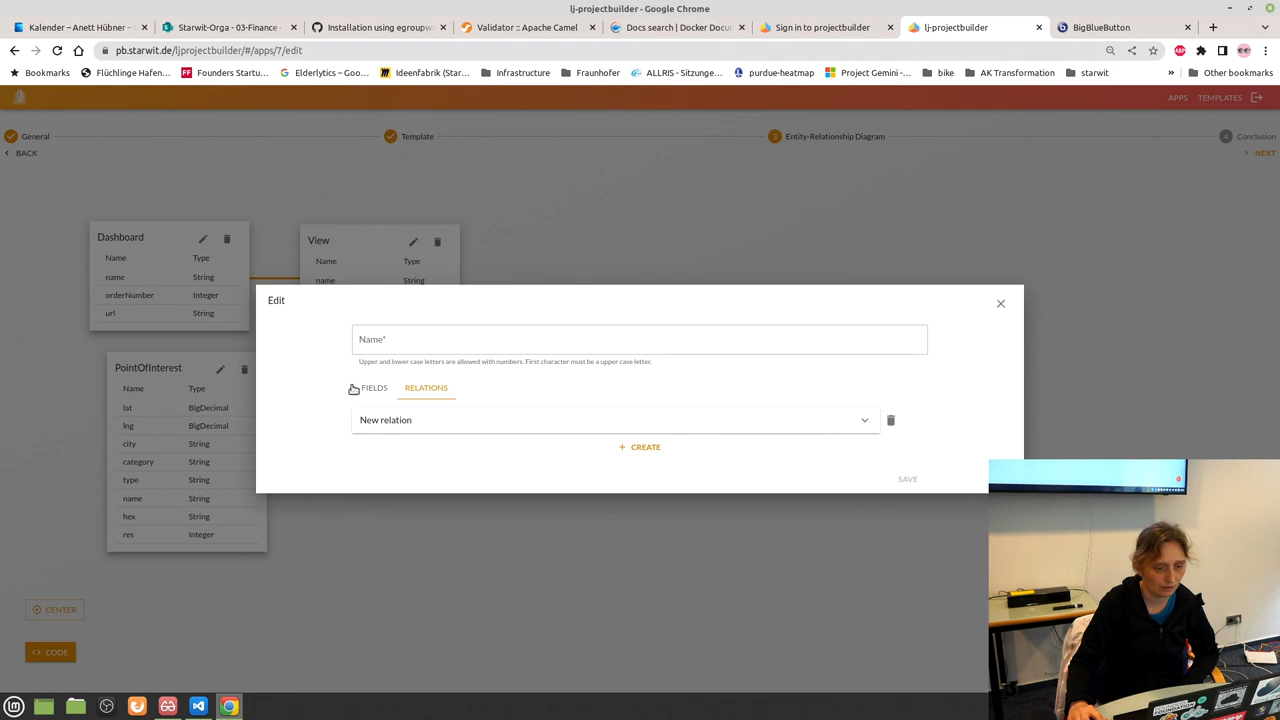 lj-projectbuilder - Google Chrome
Kalender – Anett Hübner –
Starwit-Orga - 03-Finance -
Installation using egroupwa
Validator :: Apache Camel
Docs search | Docker Docu
Sign in to projectbuilder
lj-projectbuilder
BigBlueButton
pb.starwit.de/ljprojectbuilder/#/apps/7/edit
Bookmarks
Flüchlinge Hafen...
Founders Startu...
Elderlytics – Goo...
Ideenfabrik (Star...
Infrastructure
Fraunhofer
ALLRIS - Sitzunge...
purdue-heatmap
Project Gemini –...
bike
AK Transformation
starwit
»
Other bookmarks
APPS
TEMPLATES
General
Template
3
Entity-Relationship Diagram
4
Conclusion
BACK
NEXT
Dashboard
Name Type
name String
orderNumber Integer
url String
View
Name Type
name String
PointOfInterest
Name Type
lat BigDecimal
lng BigDecimal
city String
category String
type String
name String
hex String
res Integer
Edit
Name*
Upper and lower case letters are allowed with numbers. First character must be a upper case letter.
FIELDS
RELATIONS
New relation
+ CREATE
SAVE
CENTER
<> CODE